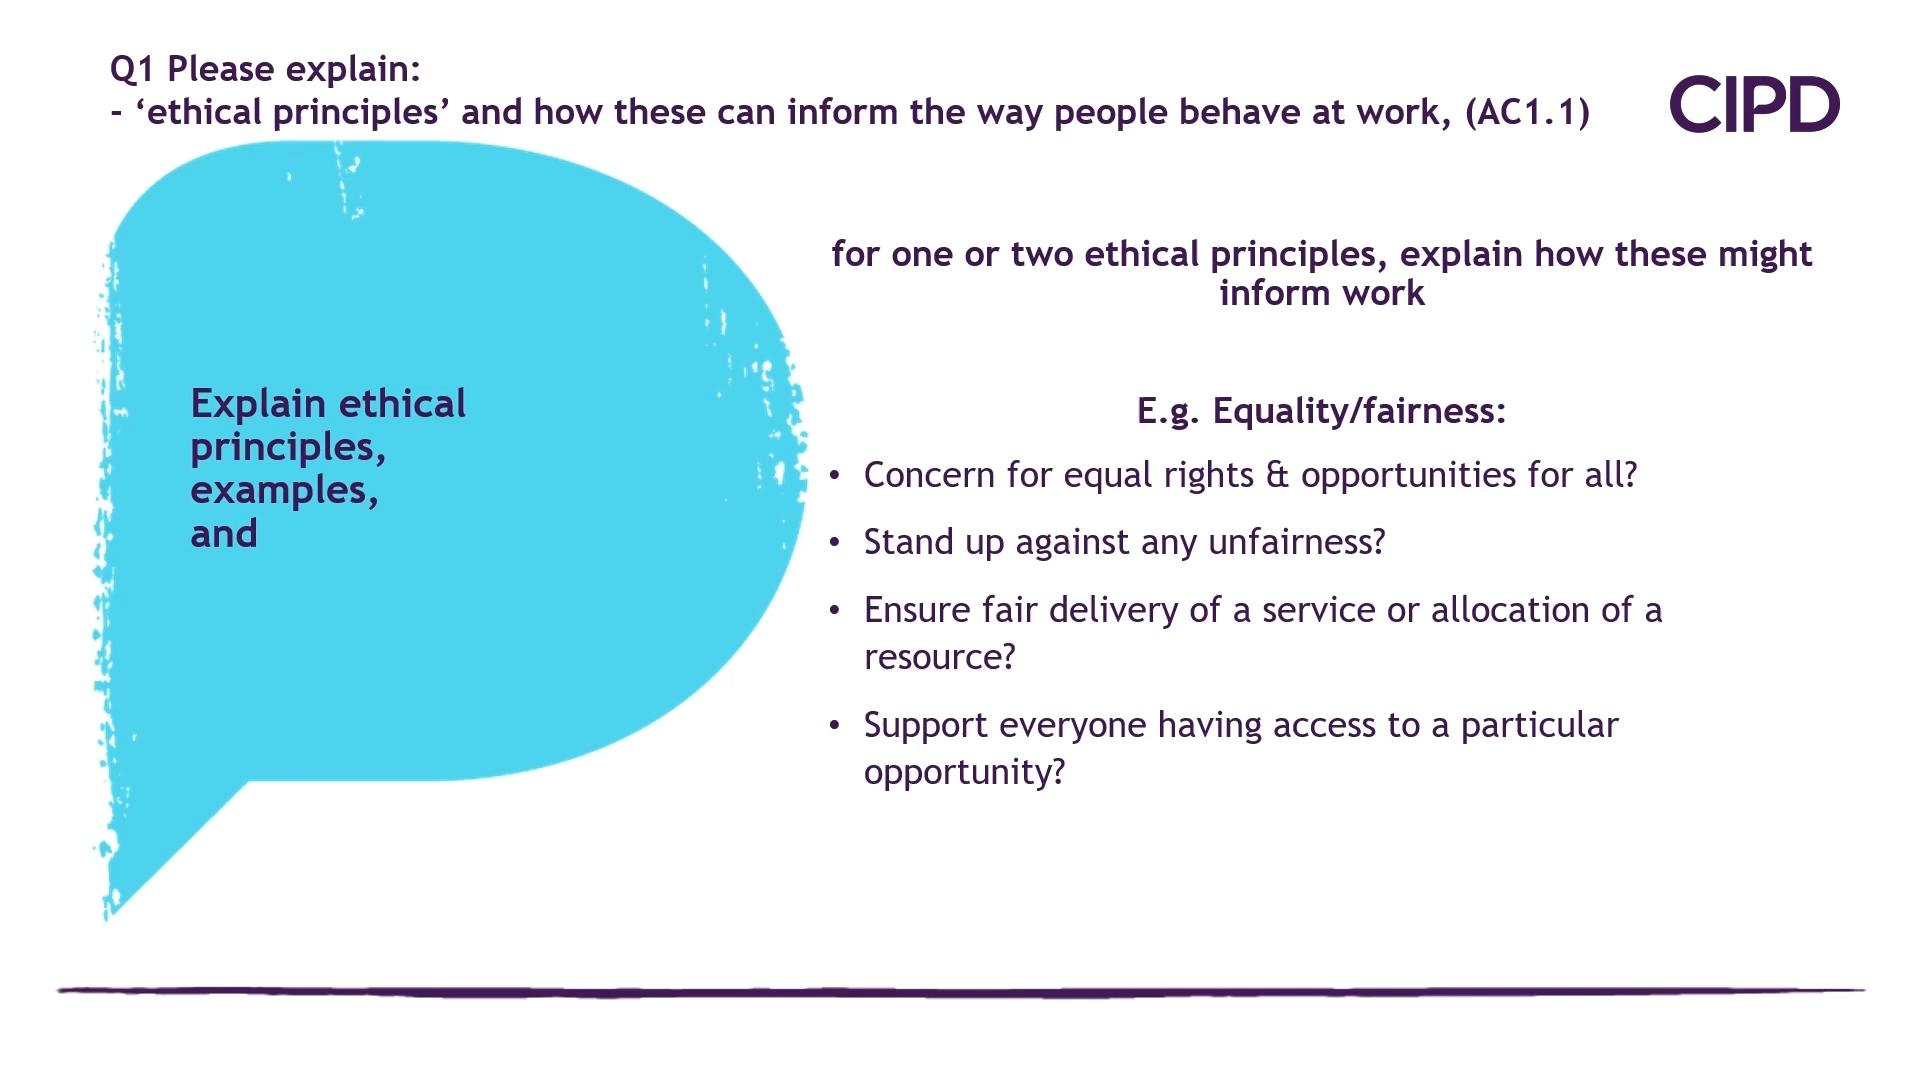 Q1 Please explain:
- ‘ethical principles’ and how these can inform the way people behave at work, (AC1.1)
CIPD
Explain ethical
principles,
examples,
and
for one or two ethical principles, explain how these might
inform work
E.g. Equality/fairness:
• Concern for equal rights & opportunities for all?
• Stand up against any unfairness?
• Ensure fair delivery of a service or allocation of a
resource?
• Support everyone having access to a particular
opportunity?